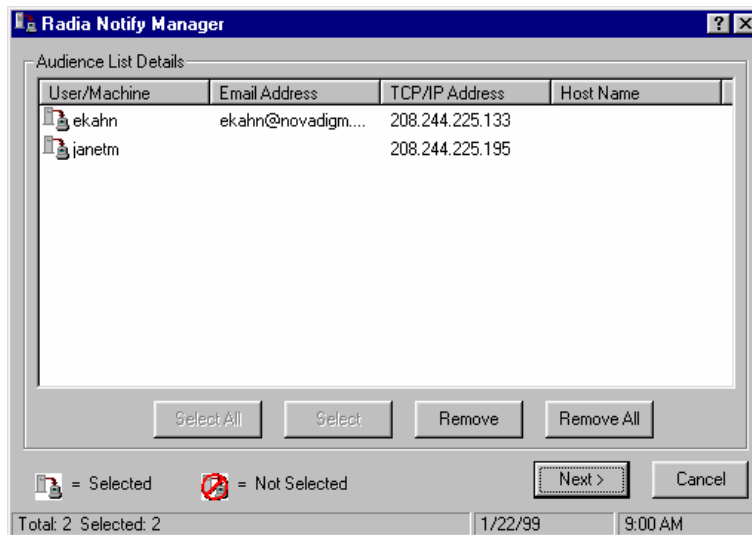 Radia Notify Manager
Audience List Details
User/Machine Email Address TCP/IP Address Host Name
ekahn ekahn@novadigm.... 208.244.225.133
janetm 208.244.225.195
Select All Select Remove Remove All
= Selected = Not Selected Next > Cancel
Total: 2 Selected: 2 1/22/99 9:00 AM